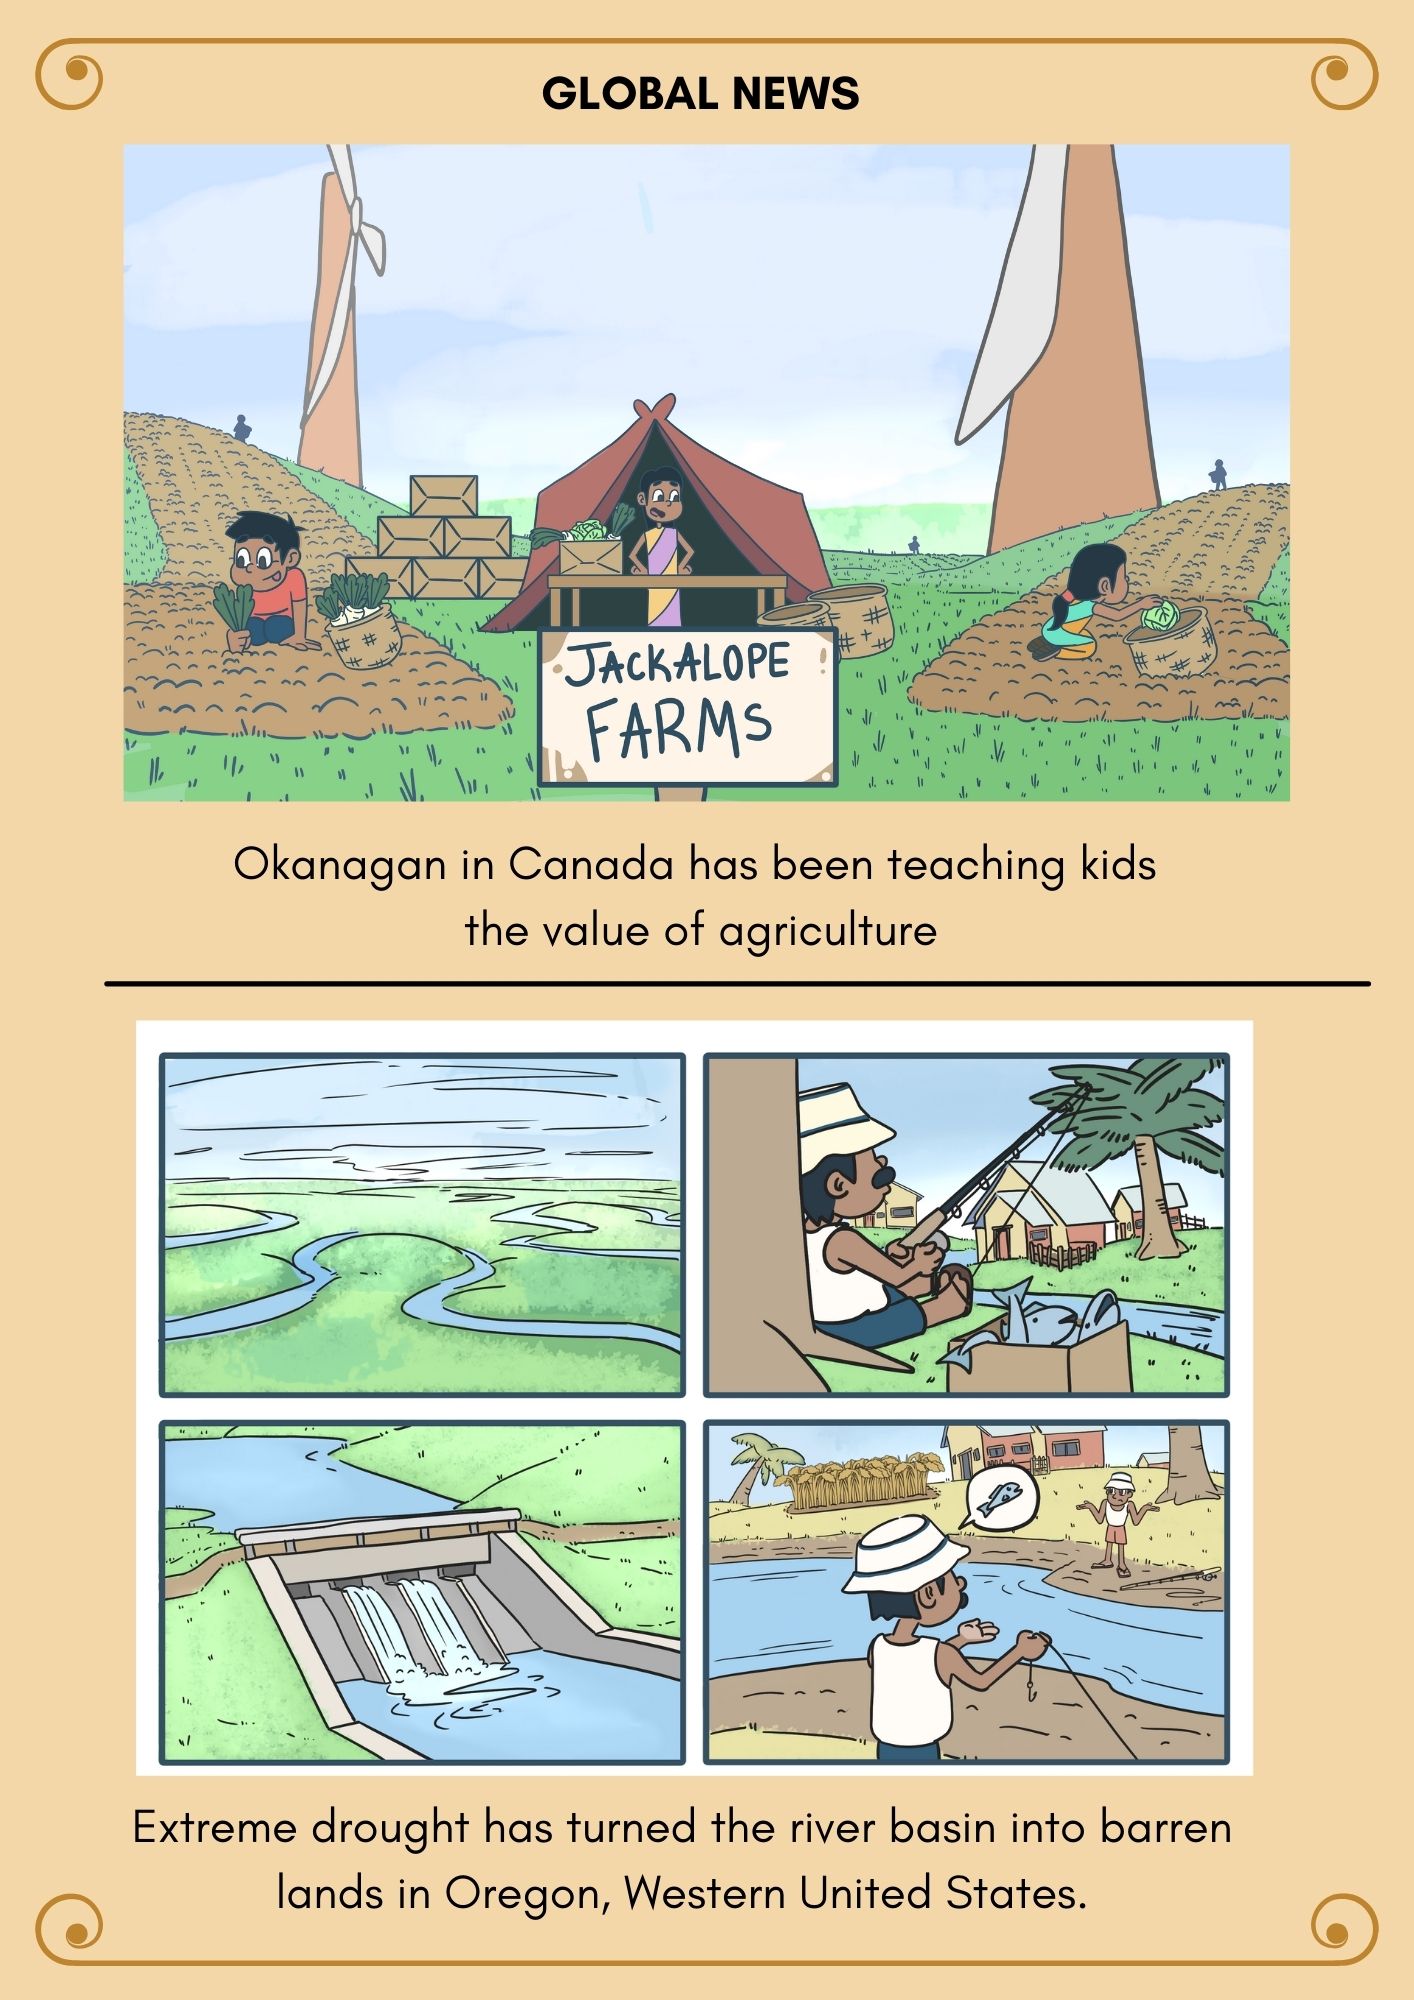 GLOBAL NEWS
JACKALOPE
FARMS
Okanagan in Canada has been teaching kids
the value of agriculture
Extreme drought has turned the river basin into barren
lands in Oregon, Western United States.